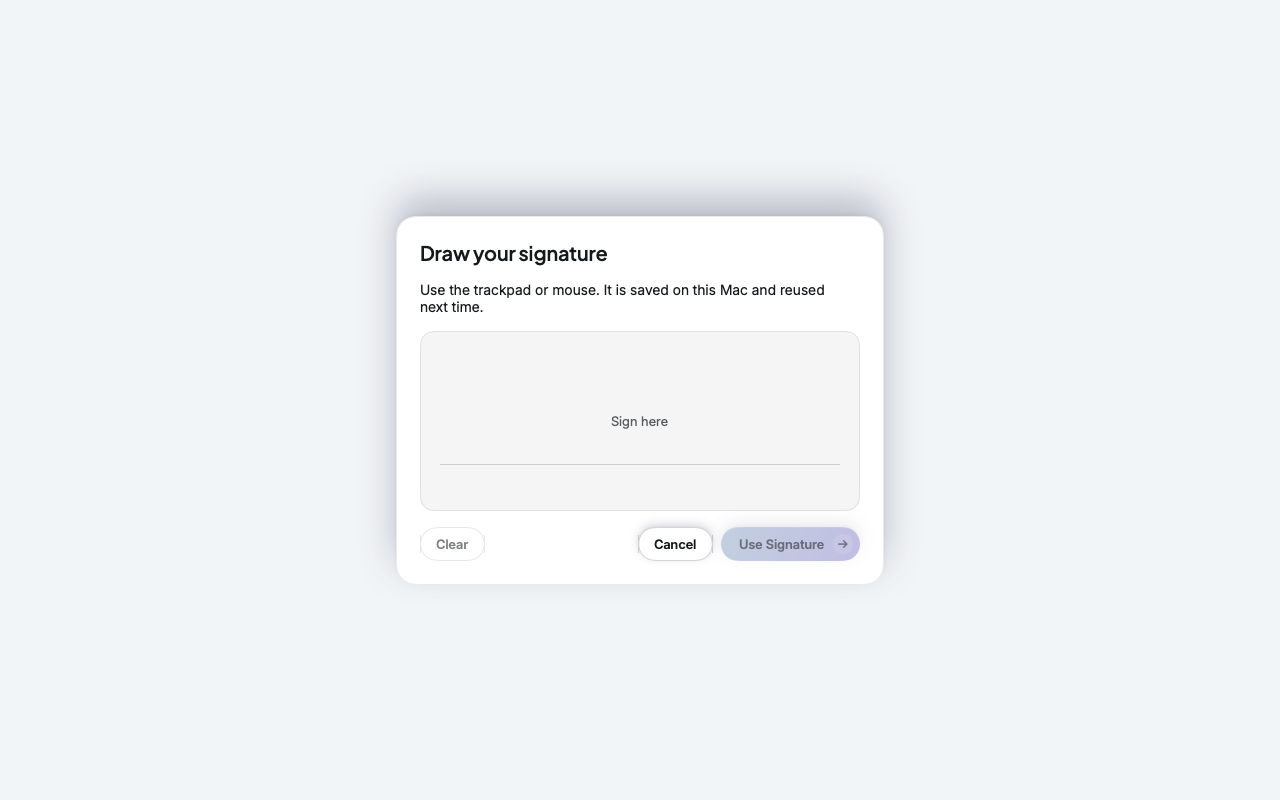 Draw your signature
Use the trackpad or mouse. It is saved on this Mac and reused
next time.
Sign here
Clear
Cancel
Use Signature